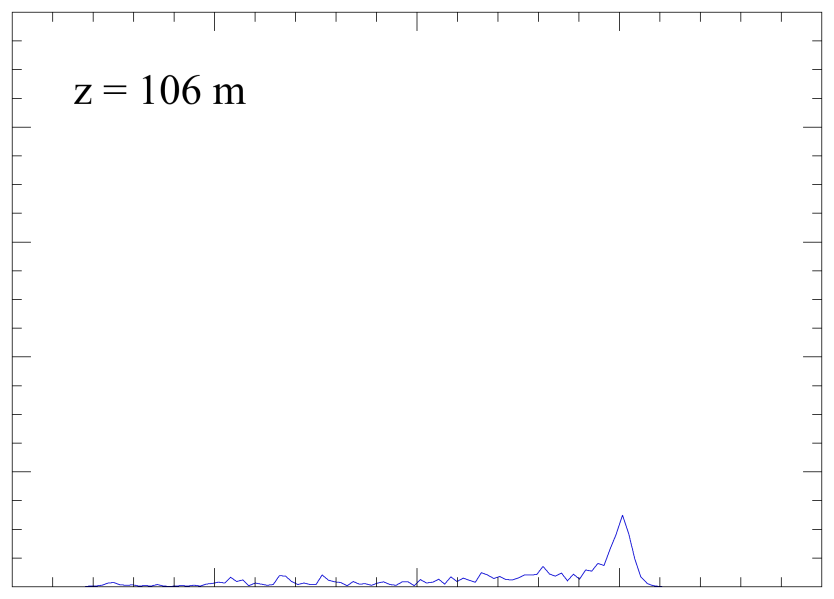 z = 106 m